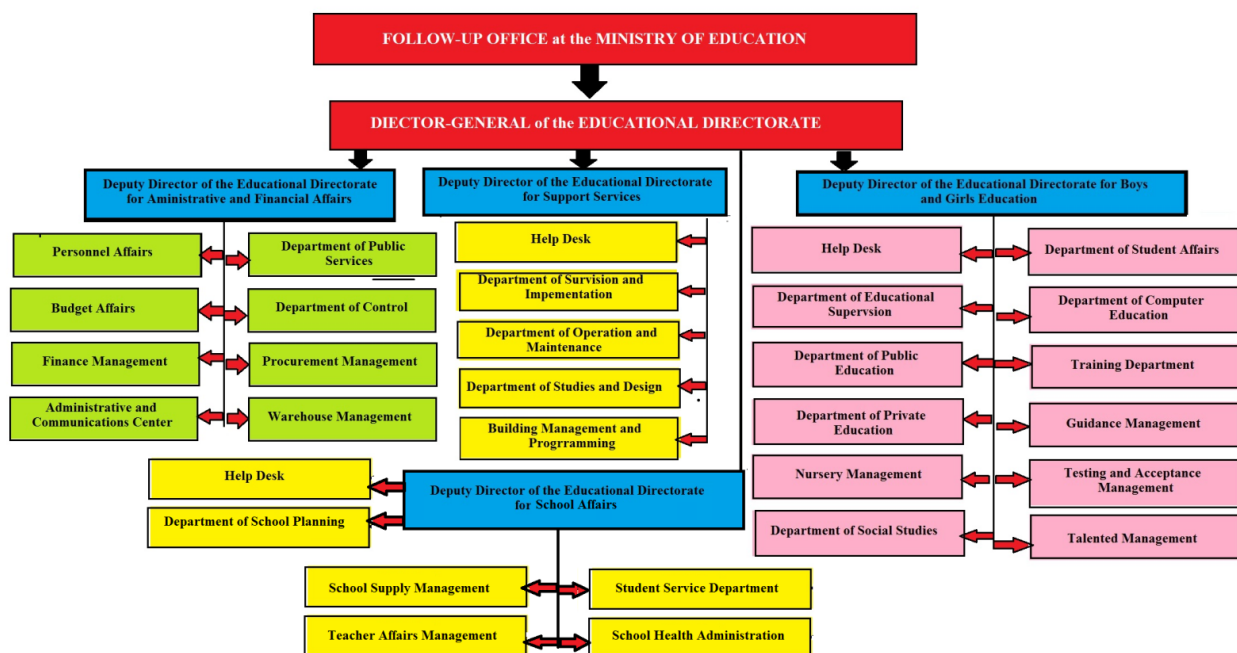 FOLLOW-UP OFFICE at the MINISTRY OF EDUCATION
DIECTOR-GENERAL of the EDUCATIONAL DIRECTORATE
Deputy Director of the Educational Directorate
for Aministrative and Financial Affairs
Deputy Director of the Educational Directorate
for Support Services
Deputy Director of the Educational Directorate for Boys
and Girls Education
Personnel Affairs
Department of Public
Services
Budget Affairs
Department of Control
Finance Management
Procurement Management
Administrative and
Communications Center
Warehouse Management
Help Desk
Department of Survision and
Impementation
Department of Operation and
Maintenance
Department of Studies and Design
Building Management and
Progrramming
Help Desk
Department of Student Affairs
Department of Educational
Supervsion
Department of Computer
Education
Department of Public
Education
Training Department
Department of Private
Education
Guidance Management
Nursery Management
Testing and Acceptance
Management
Department of Social Studies
Talented Management
Help Desk
Department of School Planning
Deputy Director of the Educational Directorate
for School Affairs
School Supply Management
Student Service Department
Teacher Affairs Management
School Health Administration